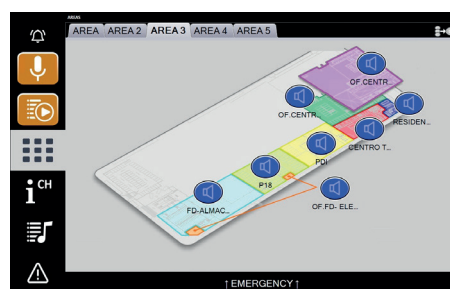 AREAS
AREA AREA 2 AREA 3 AREA 4 AREA 5
OF.CENTR...
OF.CENTR...
RESIDEN...
CENTRO T...
PDI
P18
OF.FD- ELE...
FD-ALMAC...
i CH
↑ EMERGENCY ↑